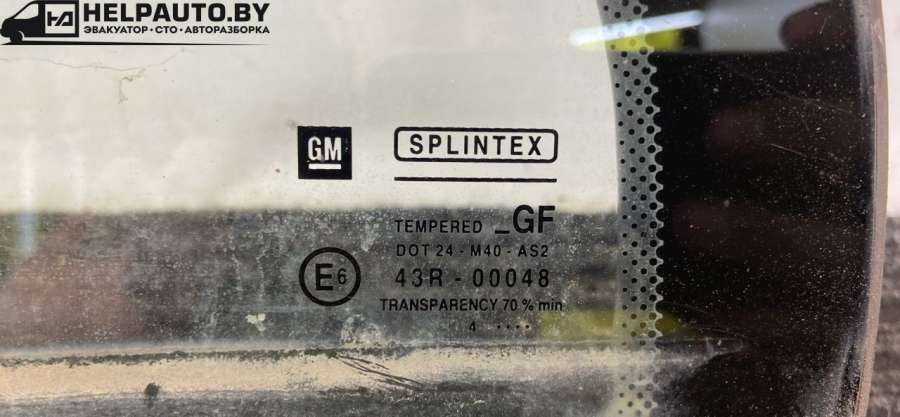 HELPAUTO.BY
ЭВАКУАТОР · СТО · АВТОРАЗБОРКА
GM
SPLINTEX
TEMPERED _GF
DOT 24 - M40 - AS2
E6
43R - 00048
TRANSPARENCY 70 % min
4 ....